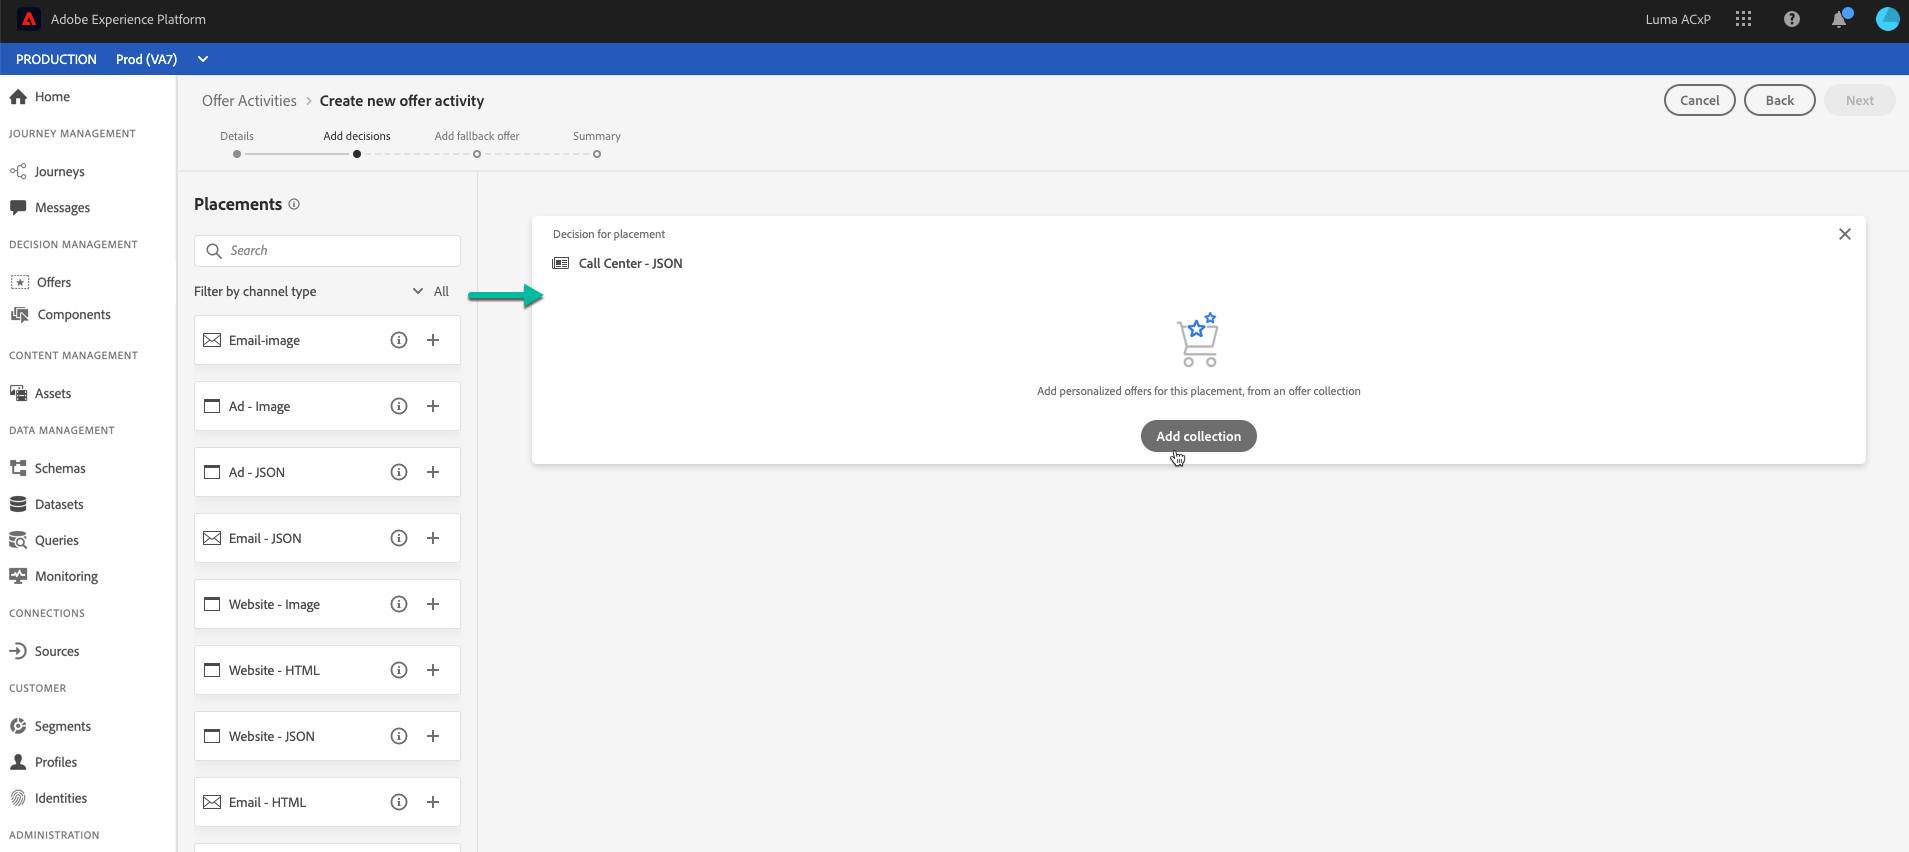 Adobe Experience Platform
Luma ACxP
PRODUCTION Prod (VA7)
Home
JOURNEY MANAGEMENT
Journeys
Messages
DECISION MANAGEMENT
Offers
Components
CONTENT MANAGEMENT
Assets
DATA MANAGEMENT
Schemas
Datasets
Queries
Monitoring
CONNECTIONS
Sources
CUSTOMER
Segments
Profiles
Identities
ADMINISTRATION
Offer Activities > Create new offer activity
Cancel
Back
Next
Details
Add decisions
Add fallback offer
Summary
Placements
Search
Filter by channel type
All
Email-image
Ad - Image
Ad - JSON
Email - JSON
Website - Image
Website - HTML
Website - JSON
Email - HTML
Decision for placement
Call Center - JSON
Add personalized offers for this placement, from an offer collection
Add collection